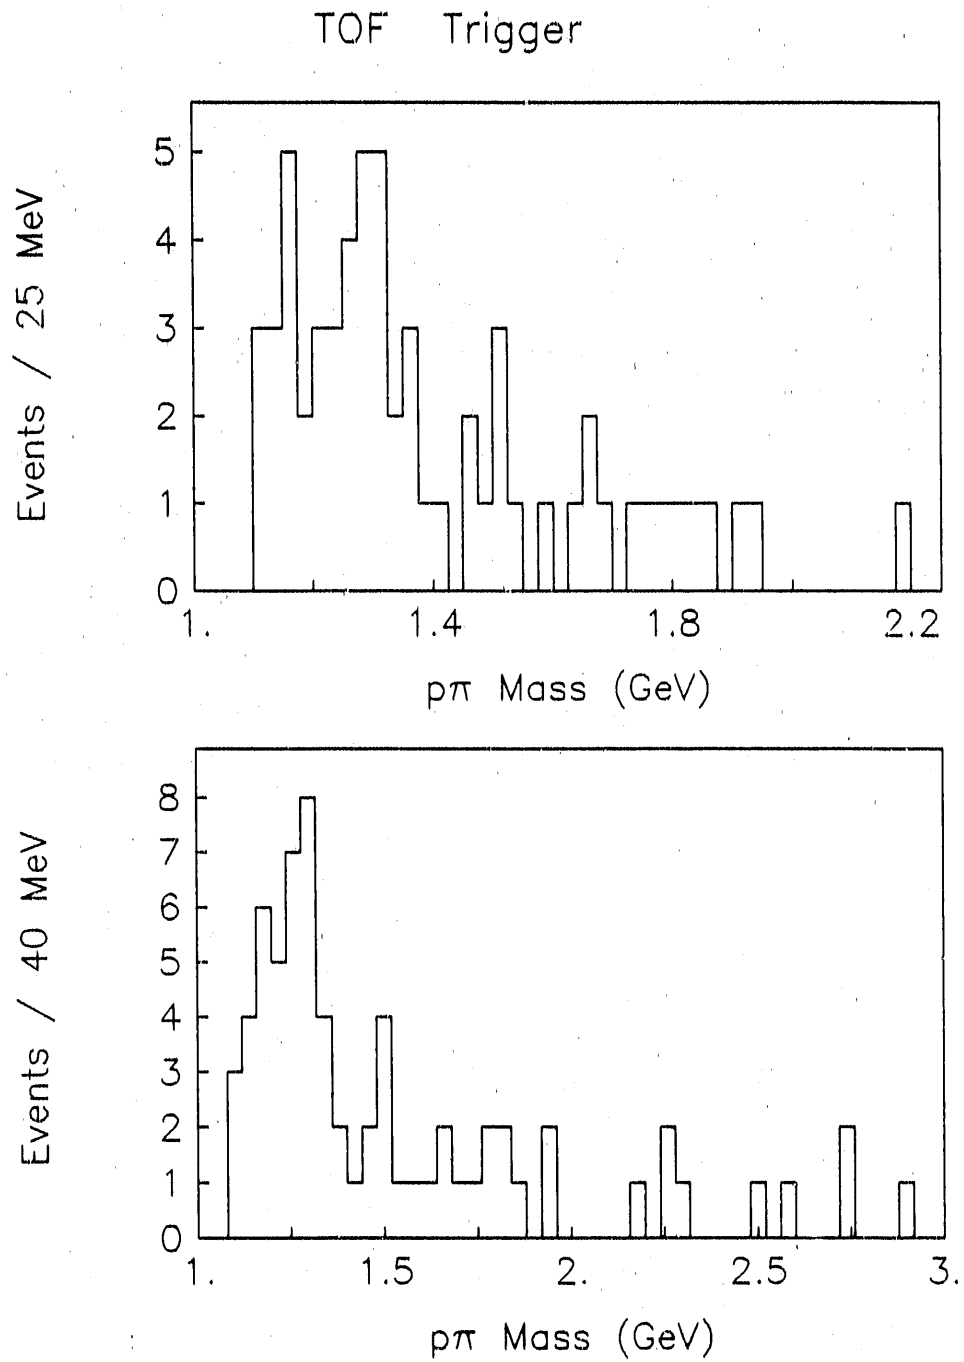 TOF Trigger
Events / 25 MeV
5
4
3
2
1
0
1. 1.4 1.8 2.2
pπ Mass (GeV)
Events / 40 MeV
8
7
6
5
4
3
2
1
0
1. 1.5 2. 2.5 3.
pπ Mass (GeV)